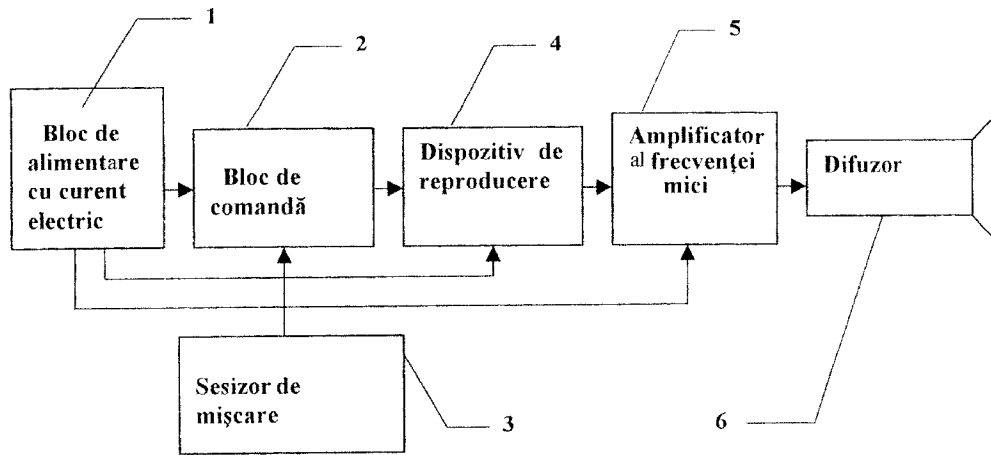 1
2
4
5
Bloc de
alimentare
cu curent
electric
Bloc de
comandă
Dispozitiv de
reproducere
Amplificator
al frecvenţei
mici
Difuzor
Sesizor de
mişcare
3
6